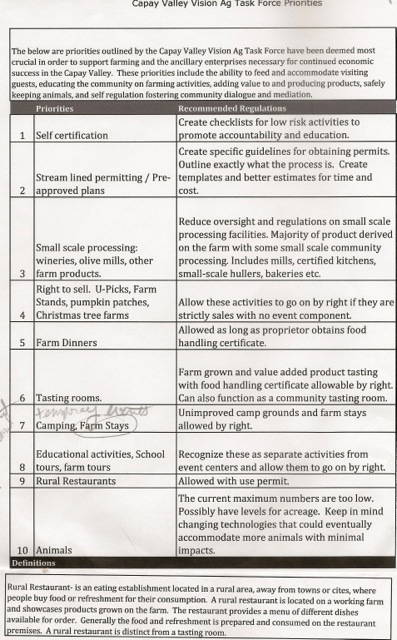 Capay Valley Vision Ag Task Force Priorities
The below are priorities outlined by the Capay Valley Vision Ag Task Force have been deemed most
crucial in order to support farming and the ancillary enterprises necessary for continued economic
success in the Capay Valley. These priorities include the ability to feed and accommodate visiting
guests, educating the community on farming activities, adding value to and producing products, safely
keeping animals, and self regulation fostering community dialogue and mediation.
Priorities Recommended Regulations
1 Self certification
Create checklists for low risk activities to
promote accountability and education.
2 Stream lined permitting / Pre-
approved plans
Create specific guidelines for obtaining permits.
Outline exactly what the process is. Create
templates and better estimates for time and
cost.
3 Small scale processing:
wineries, olive mills, other
farm products.
Reduce oversight and regulations on small scale
processing facilities. Majority of product derived
on the farm with some small scale community
processing. Includes mills, certified kitchens,
small-scale hullers, bakeries etc.
4 Right to sell. U-Picks, Farm
Stands, pumpkin patches,
Christmas tree farms
Allow these activities to go on by right if they are
strictly sales with no event component.
5 Farm Dinners
Allowed as long as proprietor obtains food
handling certificate.
6 Tasting rooms.
Farm grown and value added product tasting
with food handling certificate allowable by right.
Can also function as a community tasting room.
temporary events
7 Camping, Farm Stays
Unimproved camp grounds and farm stays
allowed by right.
8 Educational activities, School
tours, farm tours
Recognize these as separate activities from
event centers and allow them to go on by right.
9 Rural Restaurants
Allowed with use permit.
10 Animals
The current maximum numbers are too low.
Possibly have levels for acreage. Keep in mind
changing technologies that could eventually
accommodate more animals with minimal
impacts.
Definitions
Rural Restaurant- is an eating establishment located in a rural area, away from towns or cites, where
people buy food or refreshment for their consumption. A rural restaurant is located on a working farm
and showcases products grown on the farm. The restaurant provides a menu of different dishes
available for order. Generally the food and refreshment is prepared and consumed on the restaurant
premises. A rural restaurant is distinct from a tasting room.